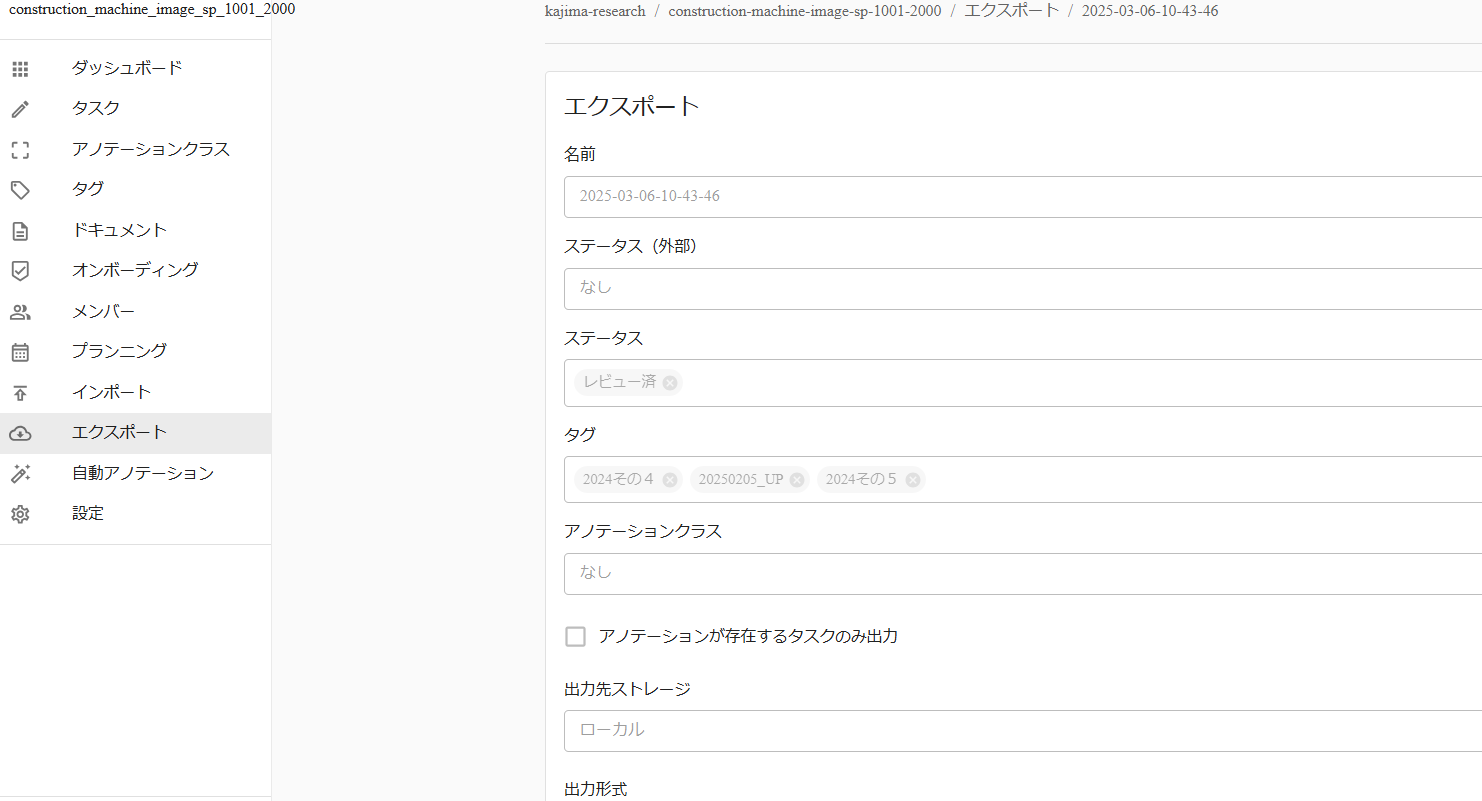 construction_machine_image_sp_1001_2000
ダッシュボード
タスク
アノテーションクラス
タグ
ドキュメント
オンボーディング
メンバー
プランニング
インポート
エクスポート
自動アノテーション
設定
kajima-research / construction-machine-image-sp-1001-2000 / エクスポート / 2025-03-06-10-43-46
エクスポート
名前
2025-03-06-10-43-46
ステータス（外部）
なし
ステータス
レビュー済
タグ
2024その４ 20250205_UP 2024その５
アノテーションクラス
なし
アノテーションが存在するタスクのみ出力
出力先ストレージ
ローカル
出力形式